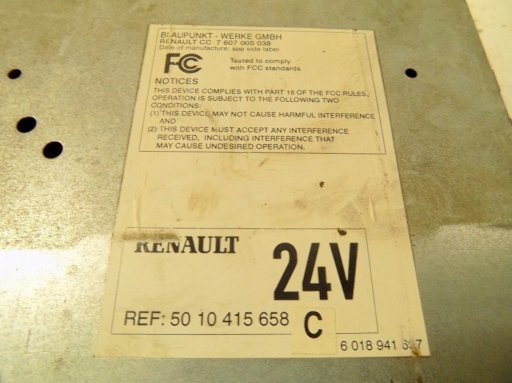 BLAUPUNKT - WERKE GMBH
RENAULT CC 7 607 005 038
Date of manufacture: see side label
FC Tested to comply
with FCC standards
NOTICES
THIS DEVICE COMPLIES WITH PART 15 OF THE FCC RULES,
OPERATION IS SUBJECT TO THE FOLLOWING TWO
CONDITIONS:
(1) THIS DEVICE MAY NOT CAUSE HARMFUL INTERFERENCE
AND
(2) THIS DEVICE MUST ACCEPT ANY INTERFERENCE
RECEIVED, INCLUDING INTERFERENCE THAT
MAY CAUSE UNDESIRED OPERATION.
RENAULT
24V
REF: 50 10 415 658 C
6 018 941